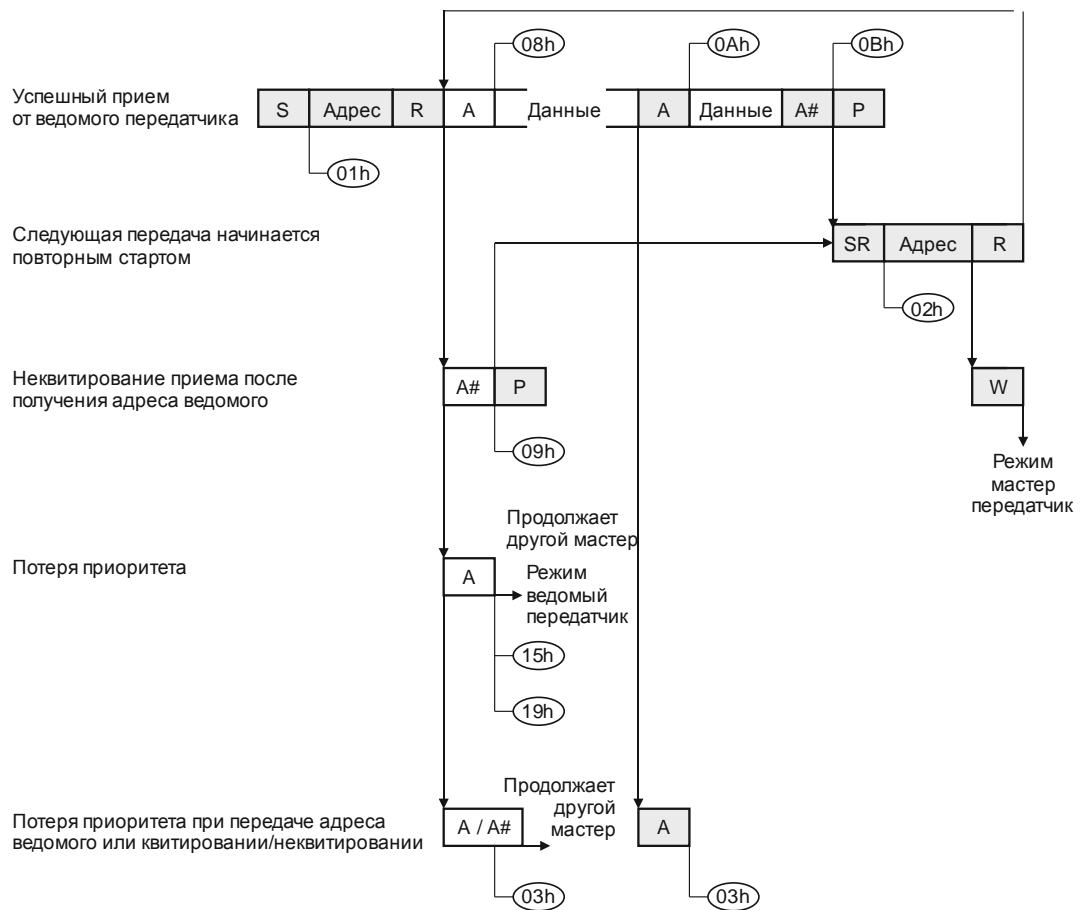 08h
0Ah
0Bh
Успешный прием
от ведомого передатчика
S Адрес R A Данные A Данные A# P
01h
Следующая передача начинается
повторным стартом
SR Адрес R
02h
Неквитирование приема после
получения адреса ведомого
A# P
W
09h
Режим
мастер
передатчик
Продолжает
другой мастер
Потеря приоритета
A
Режим
ведомый
передатчик
15h
19h
Продолжает
другой
мастер
Потеря приоритета при передаче адреса
ведомого или квитировании/неквитировании
A / A#
A
03h
03h